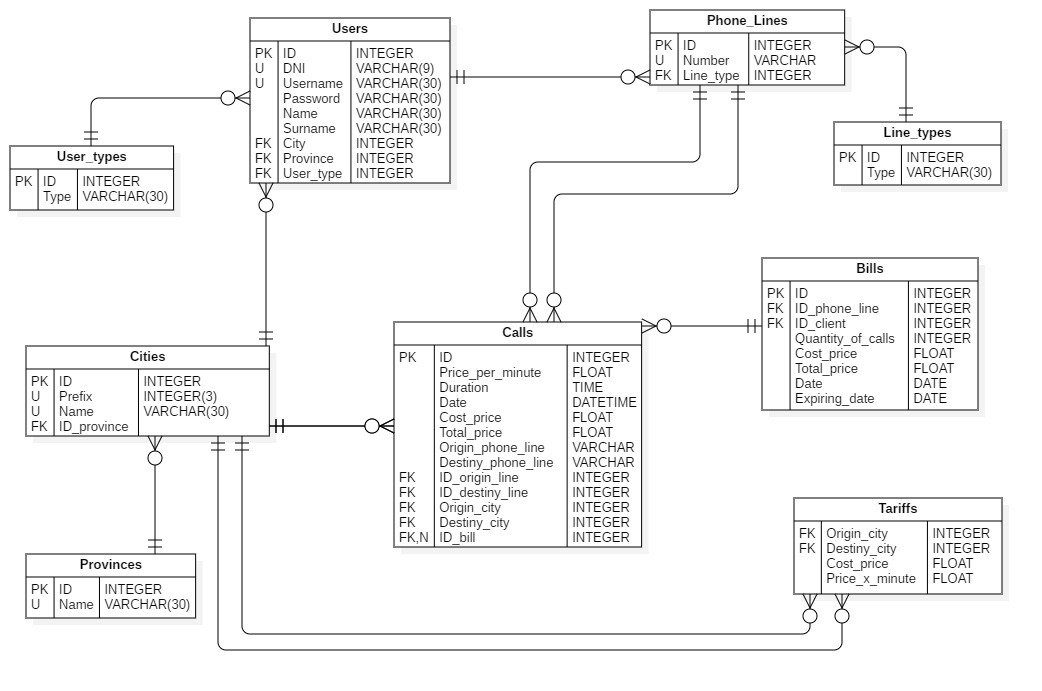 Users
PK ID INTEGER
U DNI VARCHAR(9)
U Username VARCHAR(30)
Password VARCHAR(30)
Name VARCHAR(30)
Surname VARCHAR(30)
FK City INTEGER
FK Province INTEGER
FK User_type INTEGER
Phone_Lines
PK ID INTEGER
U Number VARCHAR
FK Line_type INTEGER
User_types
PK ID INTEGER
Type VARCHAR(30)
Line_types
PK ID INTEGER
Type VARCHAR(30)
Bills
PK ID INTEGER
FK ID_phone_line INTEGER
FK ID_client INTEGER
Quantity_of_calls INTEGER
Cost_price FLOAT
Total_price FLOAT
Date DATE
Expiring_date DATE
Calls
PK ID INTEGER
Price_per_minute FLOAT
Duration TIME
Date DATETIME
Cost_price FLOAT
Total_price FLOAT
Origin_phone_line VARCHAR
Destiny_phone_line VARCHAR
FK ID_origin_line INTEGER
FK ID_destiny_line INTEGER
FK Origin_city INTEGER
FK Destiny_city INTEGER
FK,N ID_bill INTEGER
Cities
PK ID INTEGER
U Prefix INTEGER(3)
U Name VARCHAR(30)
FK ID_province
Provinces
PK ID INTEGER
U Name VARCHAR(30)
Tariffs
FK Origin_city INTEGER
FK Destiny_city INTEGER
Cost_price FLOAT
Price_x_minute FLOAT